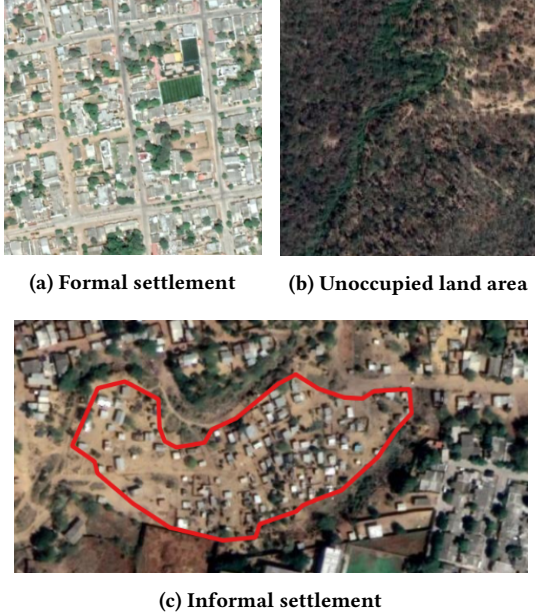 (a) Formal settlement
(b) Unoccupied land area
(c) Informal settlement